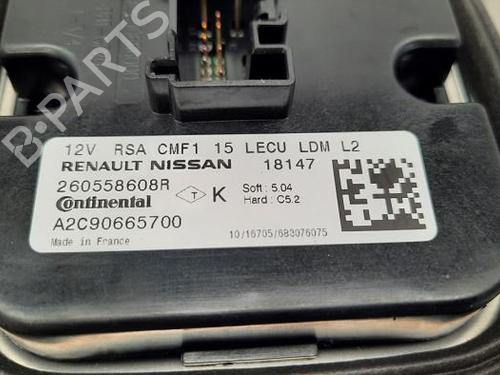 B-PARTS
12V RSA CMF1 15 LECU LDM L2
RENAULT NISSAN 18147
260558608R
T K Soft : 5.04
Hard : C5.2
Continental
A2C90665700
Made in France 10/16705/683076075